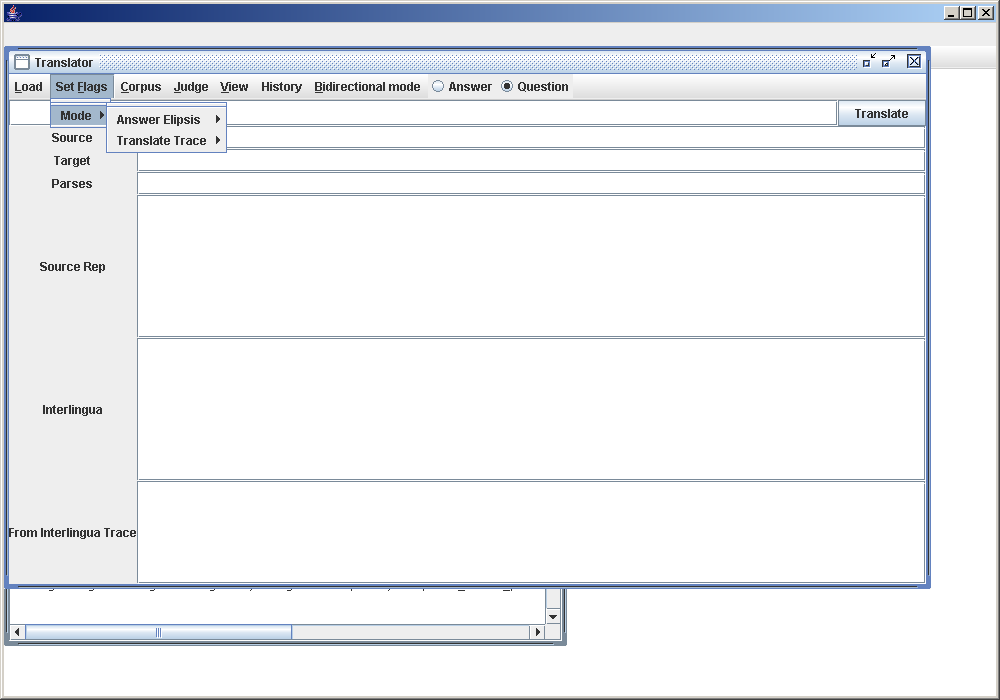 Translator
Load Set Flags Corpus Judge View History Bidirectional mode Answer Question
Mode Answer Elipsis Translate
Translate Trace
Source
Target
Parses
Source Rep
Interlingua
From Interlingua Trace